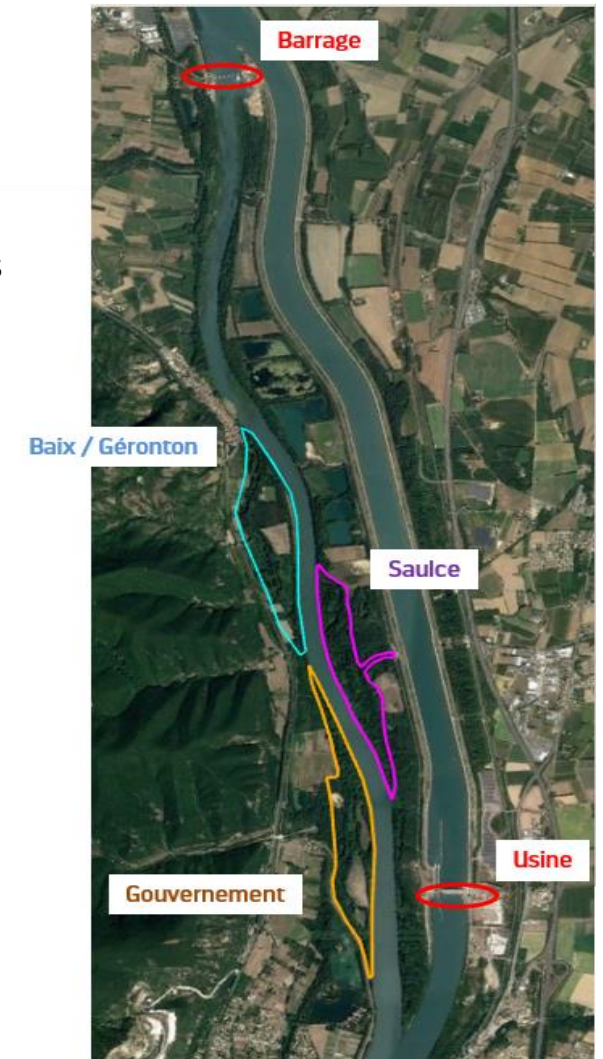 Barrage
s
Baix / Géronton
Saulce
Usine
Gouvernement